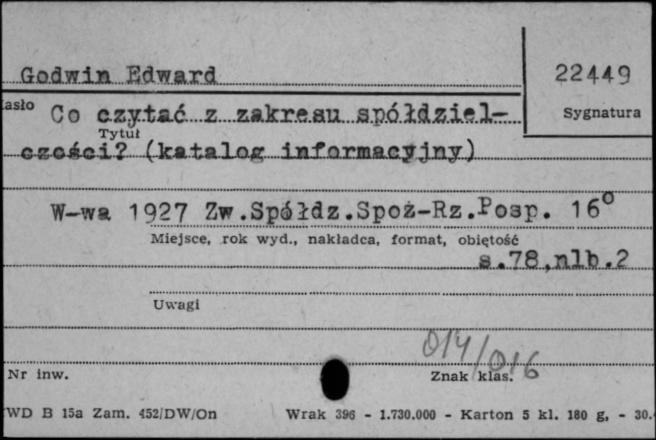 Godwin Edward
22449
Sygnatura
asło Co czytać z zakresu spółdziel-
Tytuł
czości? (katalog informacyjny)
W-wa 1927 Zw.Spółdz.Spoż-Rz.Posp. 16°
Miejsce, rok wyd., nakładca, format, objętość
s.78,nlb.2
Uwagi
014/016
Nr inw.
Znak klas.
WD B 15a Zam. 452/DW/On Wrak 396 - 1.730.000 - Karton 5 kl. 180 g, - 30.